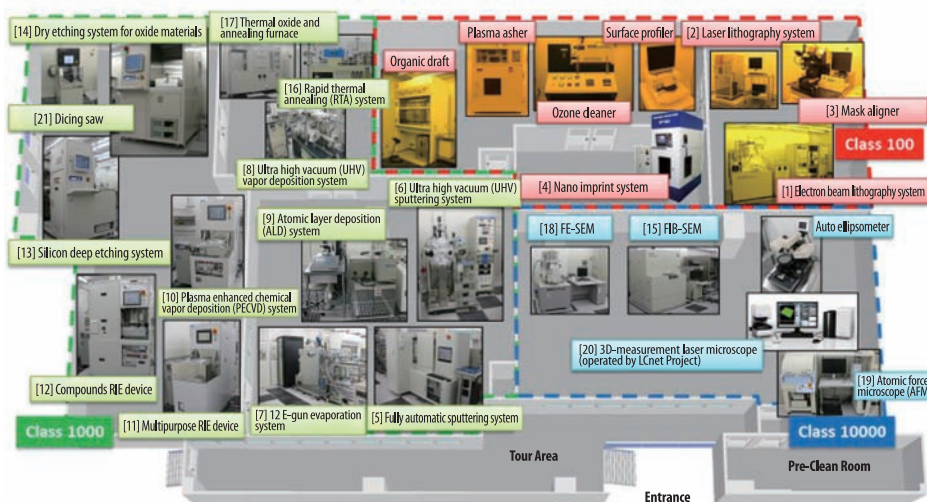 [14] Dry etching system for oxide materials
[17] Thermal oxide and
annealing furnace
Organic draft
Plasma asher
Surface profiler
[2] Laser lithography system
[16] Rapid thermal
annealing (RTA) system
Ozone cleaner
[3] Mask aligner
[21] Dicing saw
Class 100
[8] Ultra high vacuum (UHV)
vapor deposition system
[6] Ultra high vacuum (UHV)
sputtering system
[4] Nano imprint system
[1] Electron beam lithography system
[9] Atomic layer deposition
(ALD) system
[18] FE-SEM
[15] FIB-SEM
Auto ellipsometer
[13] Silicon deep etching system
[10] Plasma enhanced chemical
vapor deposition (PECVD) system
[20] 3D-measurement laser microscope
(operated by LCnet Project)
[12] Compounds RIE device
[19] Atomic force
microscope (AFM
[11] Multipurpose RIE device
[7] 12 E-gun evaporation
system
[5] Fully automatic sputtering system
Class 1000
Class 10000
Tour Area
Pre-Clean Room
Entrance